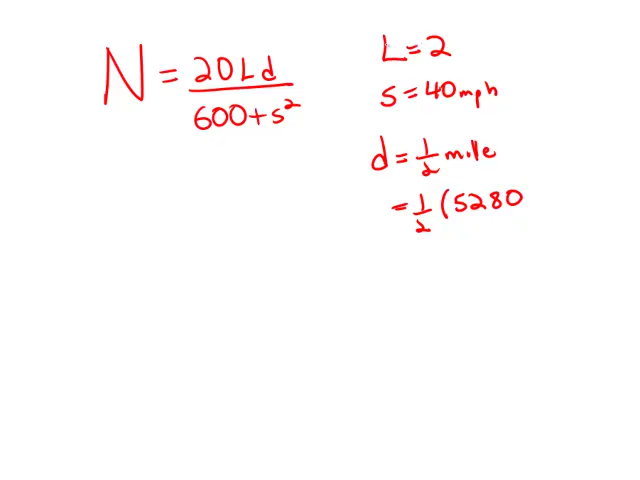 N = 20Ld / 600+s²
L = 2
s = 40mph
d = 1/2 mile
= 1/2 (5280